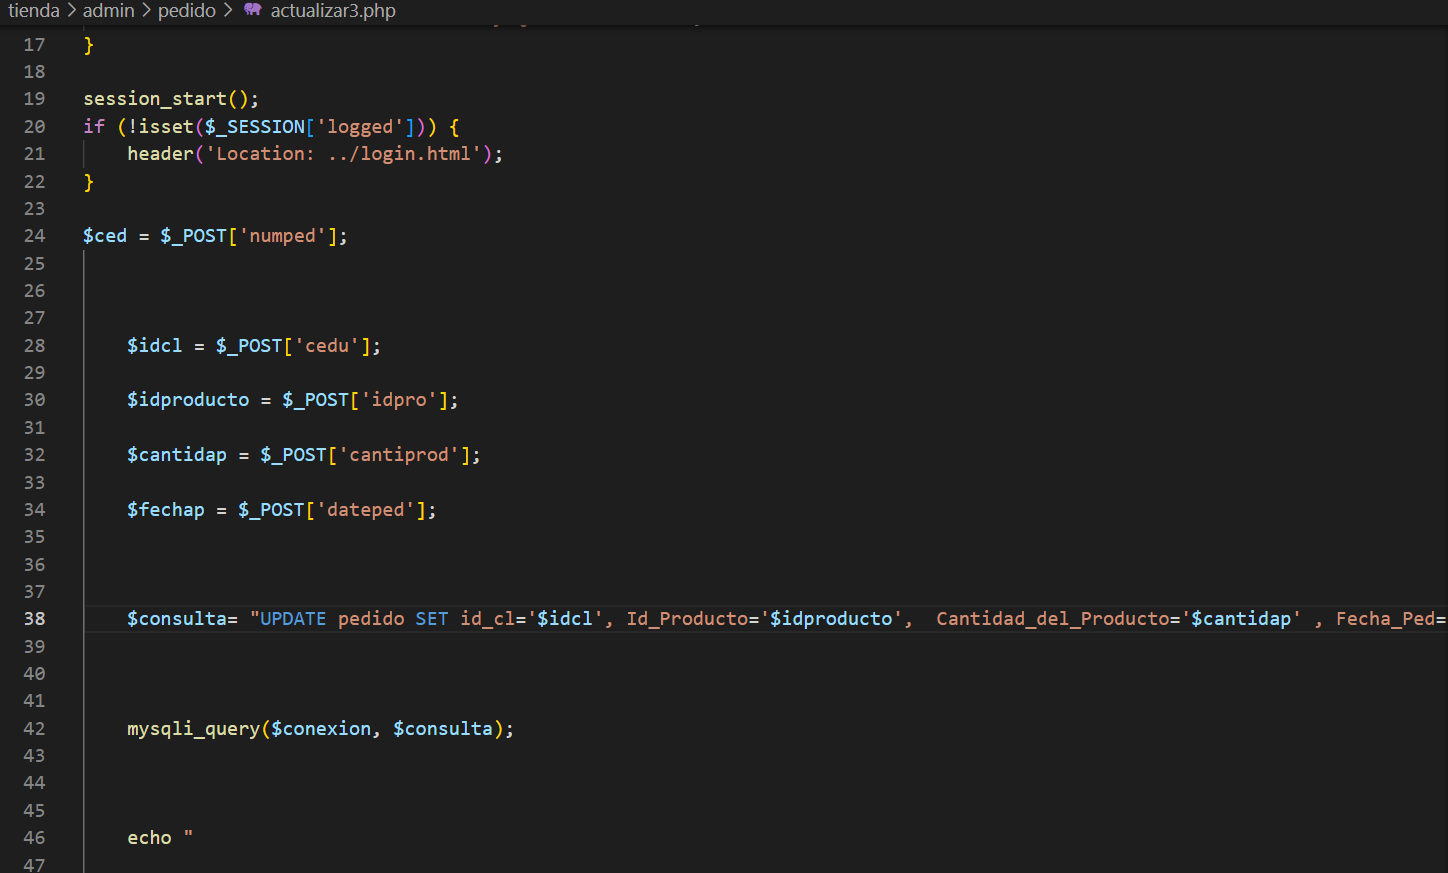 tienda > admin > pedido > actualizar3.php
17 }
18
19 session_start();
20 if (!isset($_SESSION['logged'])) {
21 header('Location: ../login.html');
22 }
23
24 $ced = $_POST['numped'];
25
26
27
28 $idcl = $_POST['cedu'];
29
30 $idproducto = $_POST['idpro'];
31
32 $cantidap = $_POST['cantiprod'];
33
34 $fechap = $_POST['dateped'];
35
36
37
38 $consulta= "UPDATE pedido SET id_cl='$idcl', Id_Producto='$idproducto',  Cantidad_del_Producto='$cantidap' , Fecha_Ped=
39
40
41
42 mysqli_query($conexion, $consulta);
43
44
45
46 echo "
47